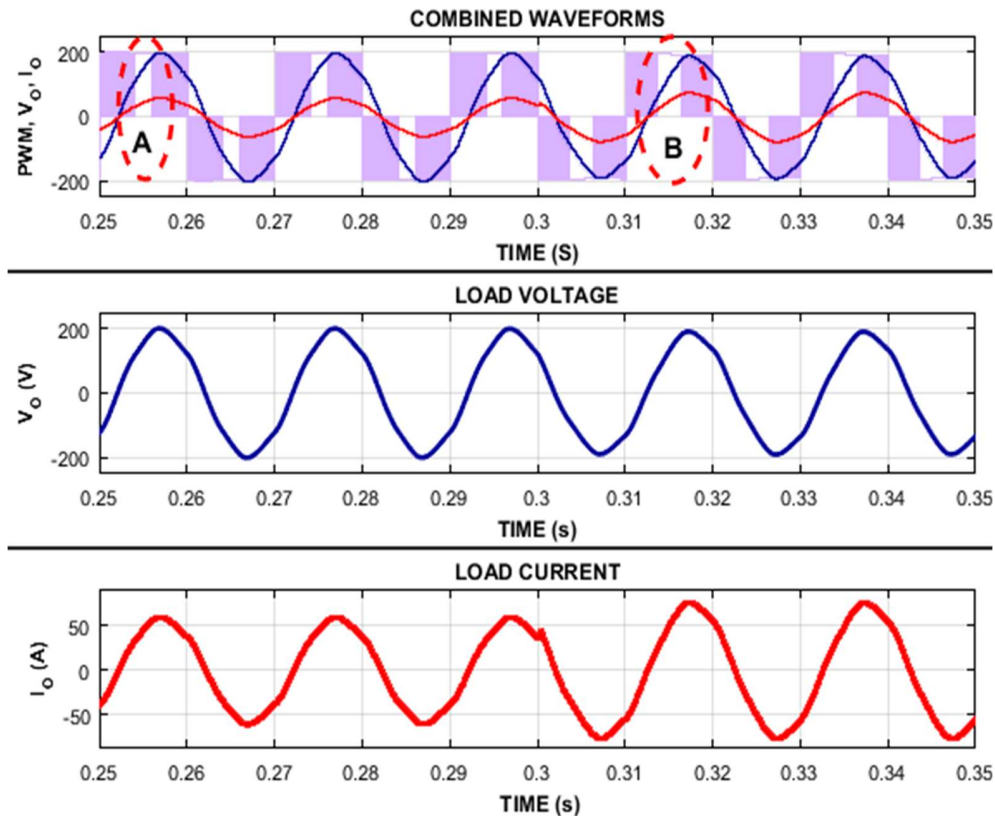 COMBINED WAVEFORMS
PWM, VO, IO
200
0
-200
A
B
0.25 0.26 0.27 0.28 0.29 0.3 0.31 0.32 0.33 0.34 0.35
TIME (S)
LOAD VOLTAGE
VO (V)
200
0
-200
0.25 0.26 0.27 0.28 0.29 0.3 0.31 0.32 0.33 0.34 0.35
TIME (s)
LOAD CURRENT
IO (A)
50
0
-50
0.25 0.26 0.27 0.28 0.29 0.3 0.31 0.32 0.33 0.34 0.35
TIME (s)